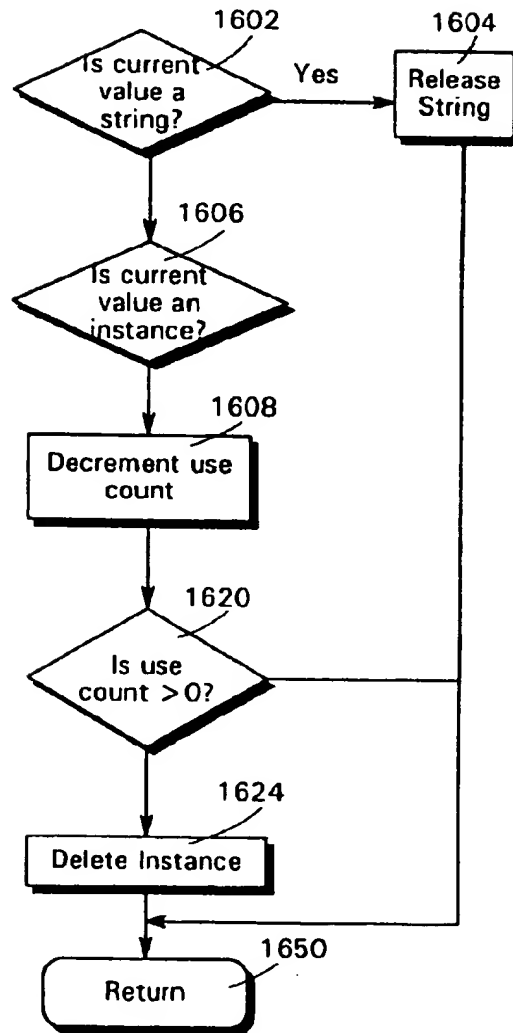 1602
Is current
value a
string?
Yes
1604
Release
String
1606
Is current
value an
instance?
1608
Decrement use
count
1620
Is use
count >0?
1624
Delete Instance
1650
Return